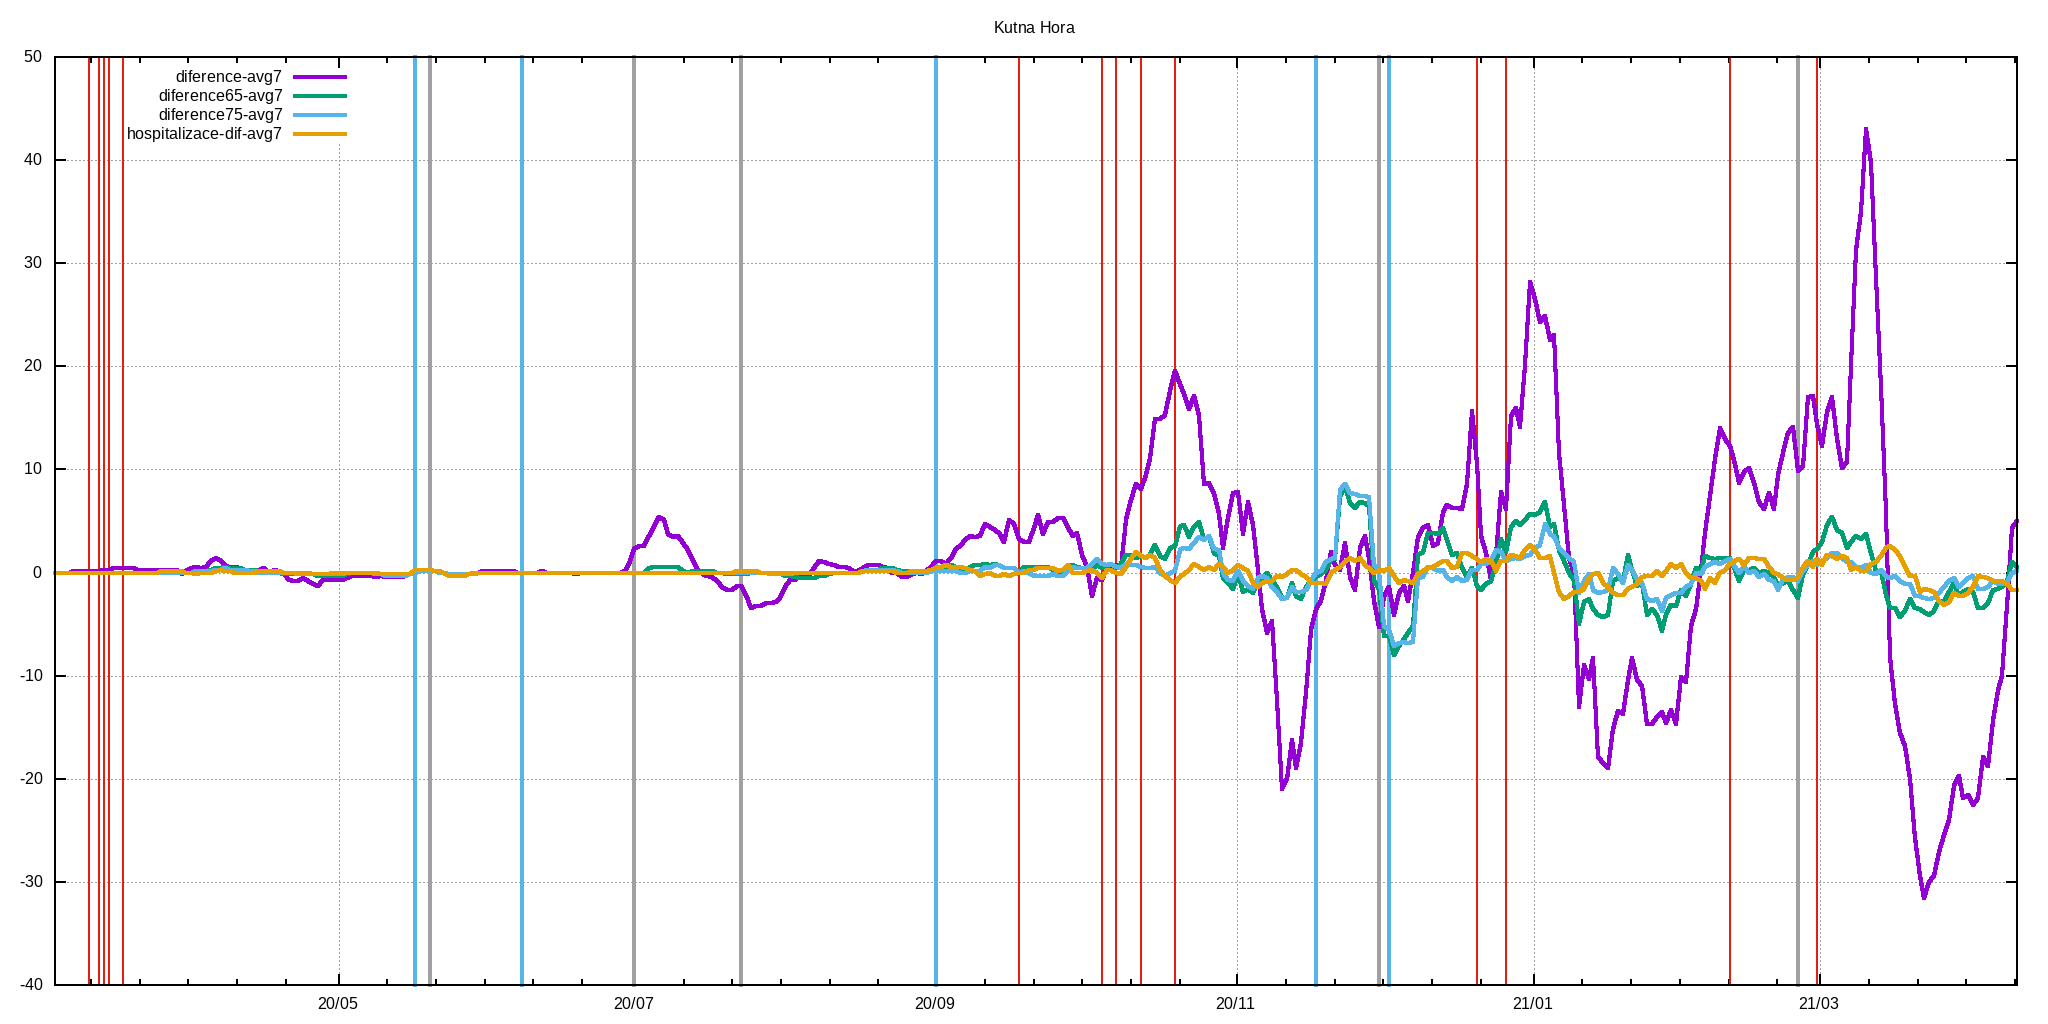 Kutna Hora
50
40
30
20
10
0
-10
-20
-30
-40
diference-avg7
diference65-avg7
diference75-avg7
hospitalizace-dif-avg7
20/05 20/07 20/09 20/11 21/01 21/03